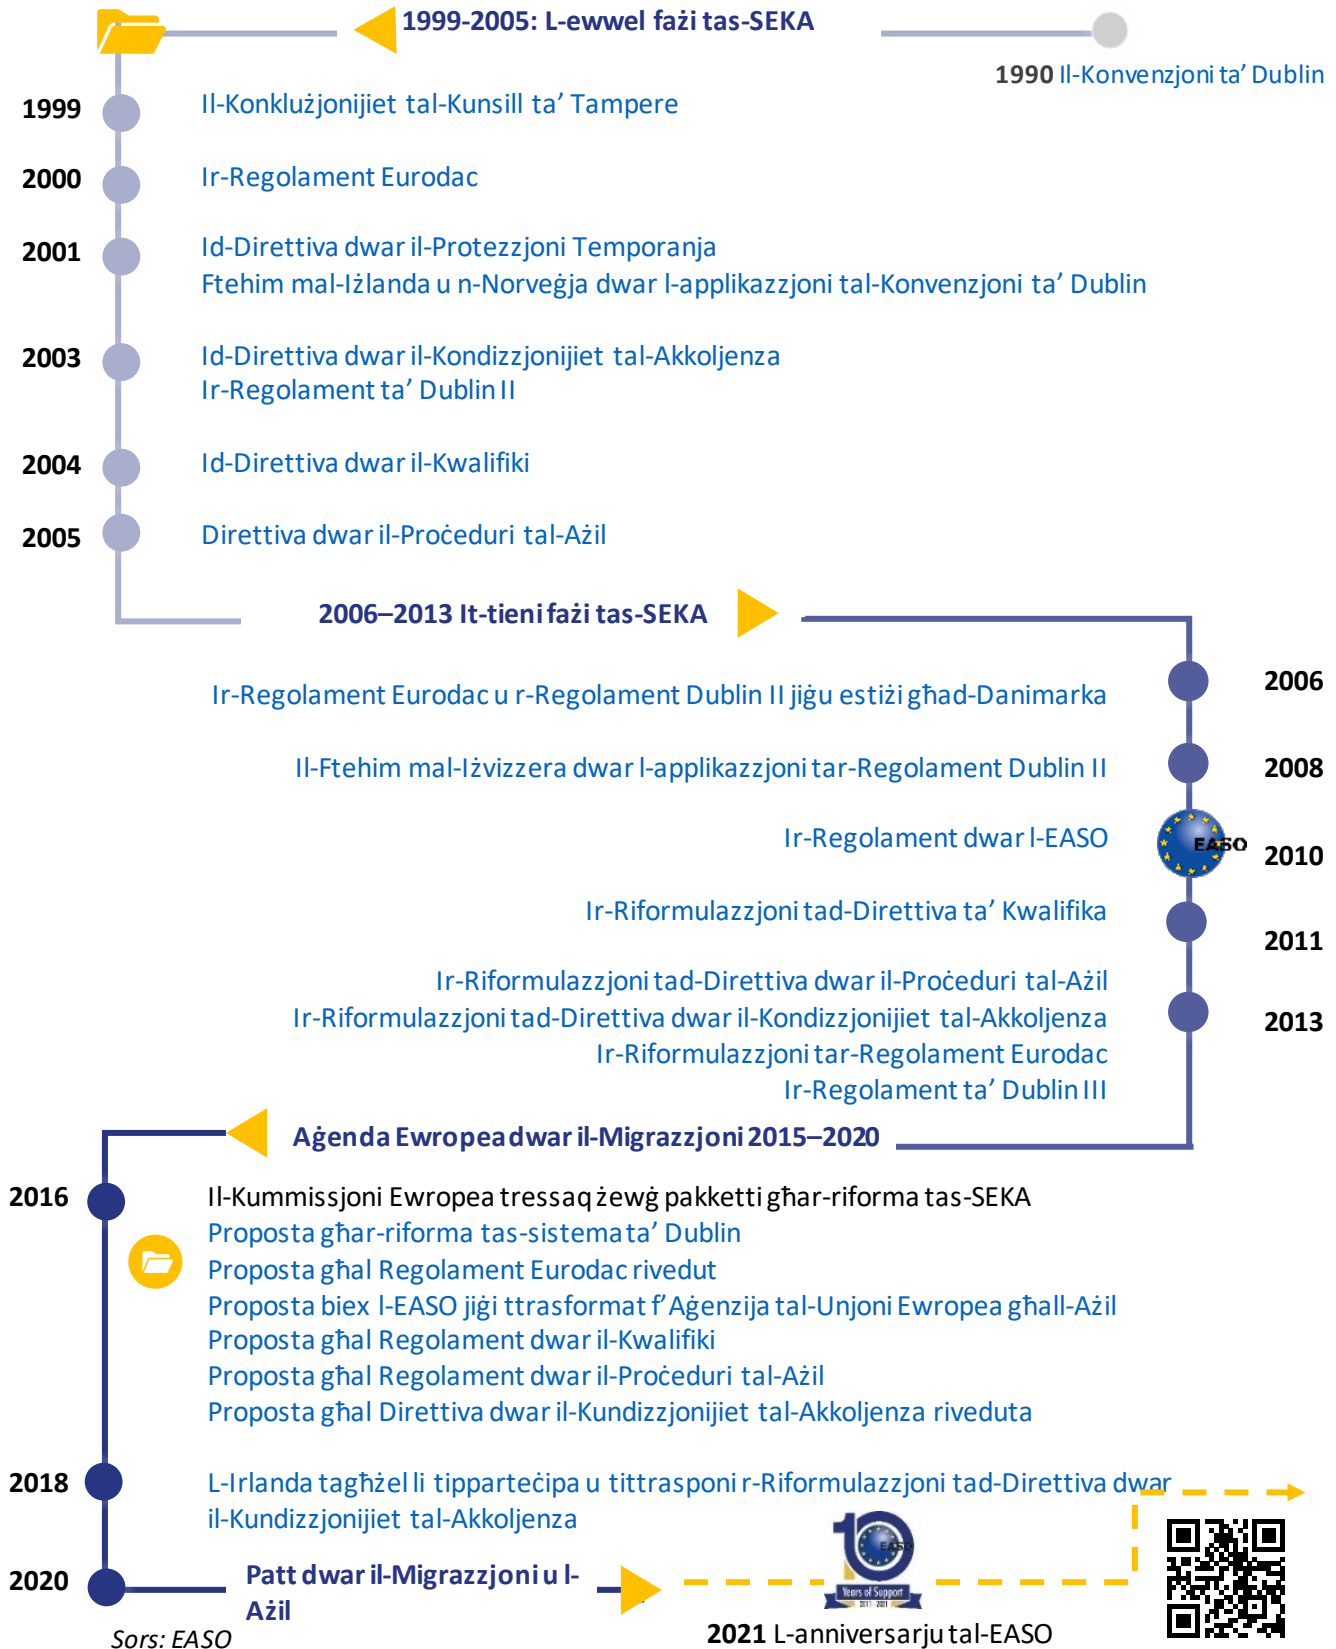 1999-2005: L-ewwel fażi tas-SEKA
1990 Il-Konvenzjoni ta’ Dublin
1999 Il-Konklużjonijiet tal-Kunsill ta’ Tampere
2000 Ir-Regolament Eurodac
2001 Id-Direttiva dwar il-Protezzjoni Temporanja
Ftehim mal-Iżlanda u n-Norveġja dwar l-applikazzjoni tal-Konvenzjoni ta’ Dublin
2003 Id-Direttiva dwar il-Kondizzjonijiet tal-Akkoljenza
Ir-Regolament ta’ Dublin II
2004 Id-Direttiva dwar il-Kwalifiki
2005 Direttiva dwar il-Proċeduri tal-Ażil
2006–2013 It-tieni fażi tas-SEKA
Ir-Regolament Eurodac u r-Regolament Dublin II jiġu estiżi għad-Danimarka 2006
Il-Ftehim mal-Iżvizzera dwar l-applikazzjoni tar-Regolament Dublin II 2008
Ir-Regolament dwar l-EASO EASO 2010
Ir-Riformulazzjoni tad-Direttiva ta’ Kwalifika 2011
Ir-Riformulazzjoni tad-Direttiva dwar il-Proċeduri tal-Ażil
Ir-Riformulazzjoni tad-Direttiva dwar il-Kondizzjonijiet tal-Akkoljenza 2013
Ir-Riformulazzjoni tar-Regolament Eurodac
Ir-Regolament ta’ Dublin III
Aġenda Ewropea dwar il-Migrazzjoni 2015–2020
2016 Il-Kummissjoni Ewropea tressaq żewġ pakketti għar-riforma tas-SEKA
Proposta għar-riforma tas-sistema ta’ Dublin
Proposta għal Regolament Eurodac rivedut
Proposta biex l-EASO jiġi ttrasformat f’Aġenzija tal-Unjoni Ewropea għall-Ażil
Proposta għal Regolament dwar il-Kwalifiki
Proposta għal Regolament dwar il-Proċeduri tal-Ażil
Proposta għal Direttiva dwar il-Kundizzjonijiet tal-Akkoljenza riveduta
2018 L-Irlanda tagħżel li tipparteċipa u tittrasponi r-Riformulazzjoni tad-Direttiva dwar
il-Kundizzjonijiet tal-Akkoljenza
2020 Patt dwar il-Migrazzjoni u l-
Ażil
10
EASO
Years of Support
2011 - 2021
2021 L-anniversarju tal-EASO
Sors: EASO